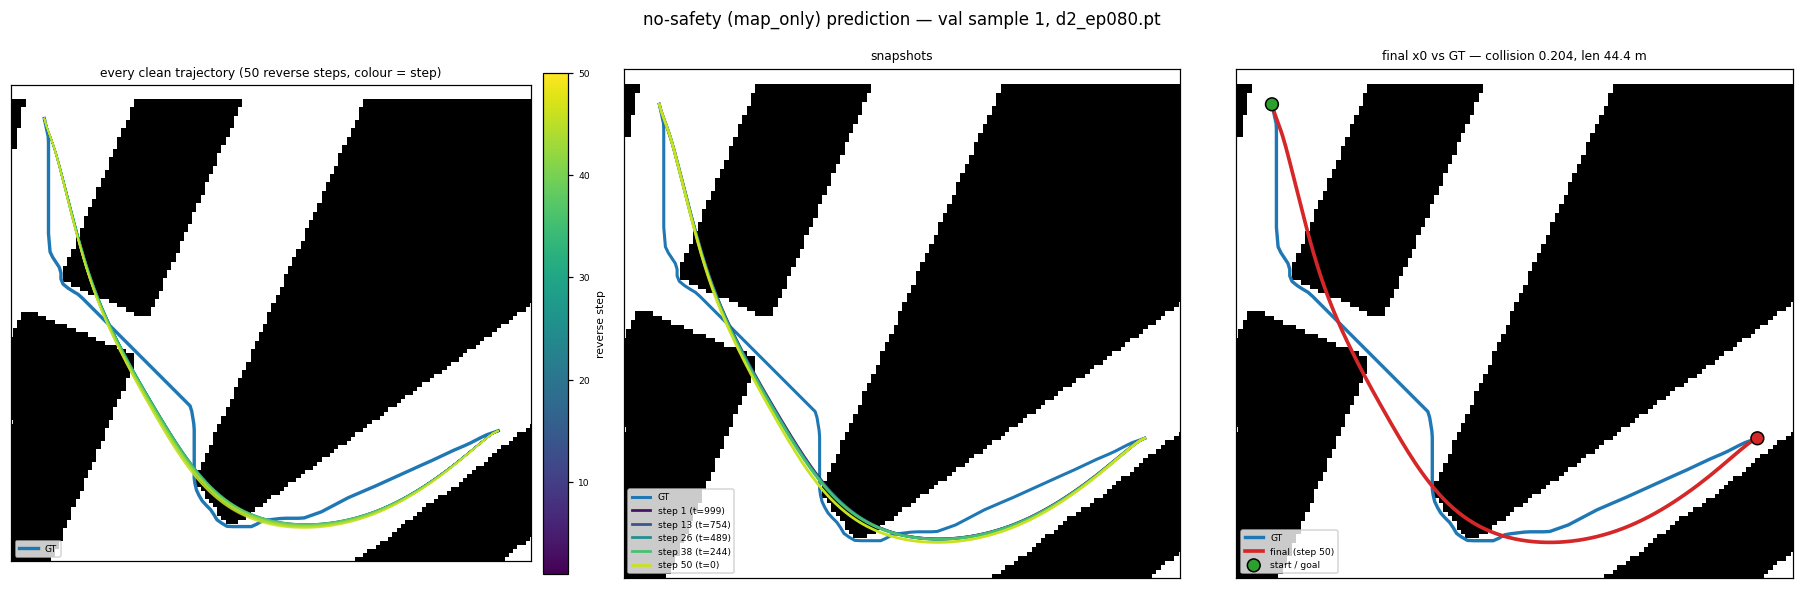 no-safety (map_only) prediction — val sample 1, d2_ep080.pt
every clean trajectory (50 reverse steps, colour = step)
GT
50
40
30
20
10
reverse step
snapshots
GT
step 1 (t=999)
step 13 (t=754)
step 26 (t=489)
step 38 (t=244)
step 50 (t=0)
final x0 vs GT — collision 0.204, len 44.4 m
GT
final (step 50)
start / goal